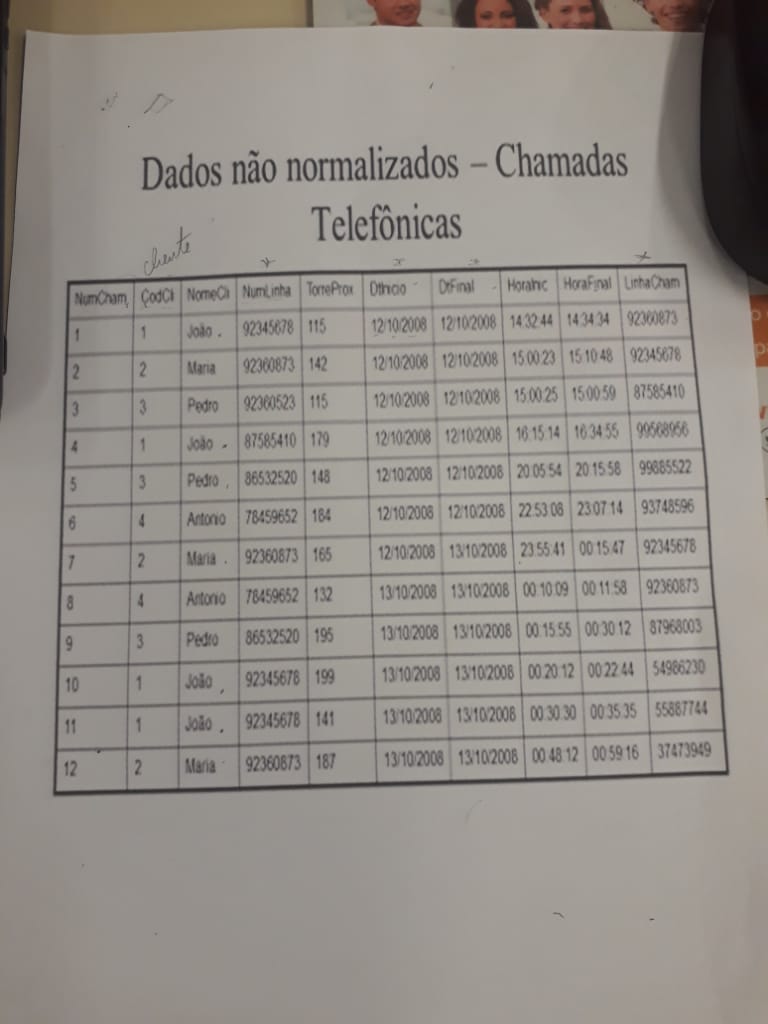 Dados não normalizados – Chamadas
Telefônicas
cliente
NumCham CodCli NomeCli NumLinha TorreProx DtInicio DtFinal HoraInic HoraFinal LinhaCham
1 1 João 92345678 115 12/10/2008 12/10/2008 14:32:44 14:34:34 92360873
2 2 Maria 92360873 142 12/10/2008 12/10/2008 15:00:23 15:10:48 92345678
3 3 Pedro 92360523 115 12/10/2008 12/10/2008 15:00:25 15:00:59 87585410
4 1 João 87585410 179 12/10/2008 12/10/2008 16:15:14 16:34:55 99568956
5 3 Pedro 86532520 148 12/10/2008 12/10/2008 20:05:54 20:15:58 99885522
6 4 Antonio 78459652 184 12/10/2008 12/10/2008 22:53:08 23:07:14 93748596
7 2 Maria 92360873 165 12/10/2008 13/10/2008 23:55:41 00:15:47 92345678
8 4 Antonio 78459652 132 13/10/2008 13/10/2008 00:10:09 00:11:58 92360873
9 3 Pedro 86532520 195 13/10/2008 13/10/2008 00:15:55 00:30:12 87968003
10 1 João 92345678 199 13/10/2008 13/10/2008 00:20:12 00:22:44 54986230
11 1 João 92345678 141 13/10/2008 13/10/2008 00:30:30 00:35:35 55887744
12 2 Maria 92360873 187 13/10/2008 13/10/2008 00:48:12 00:59:16 37473949